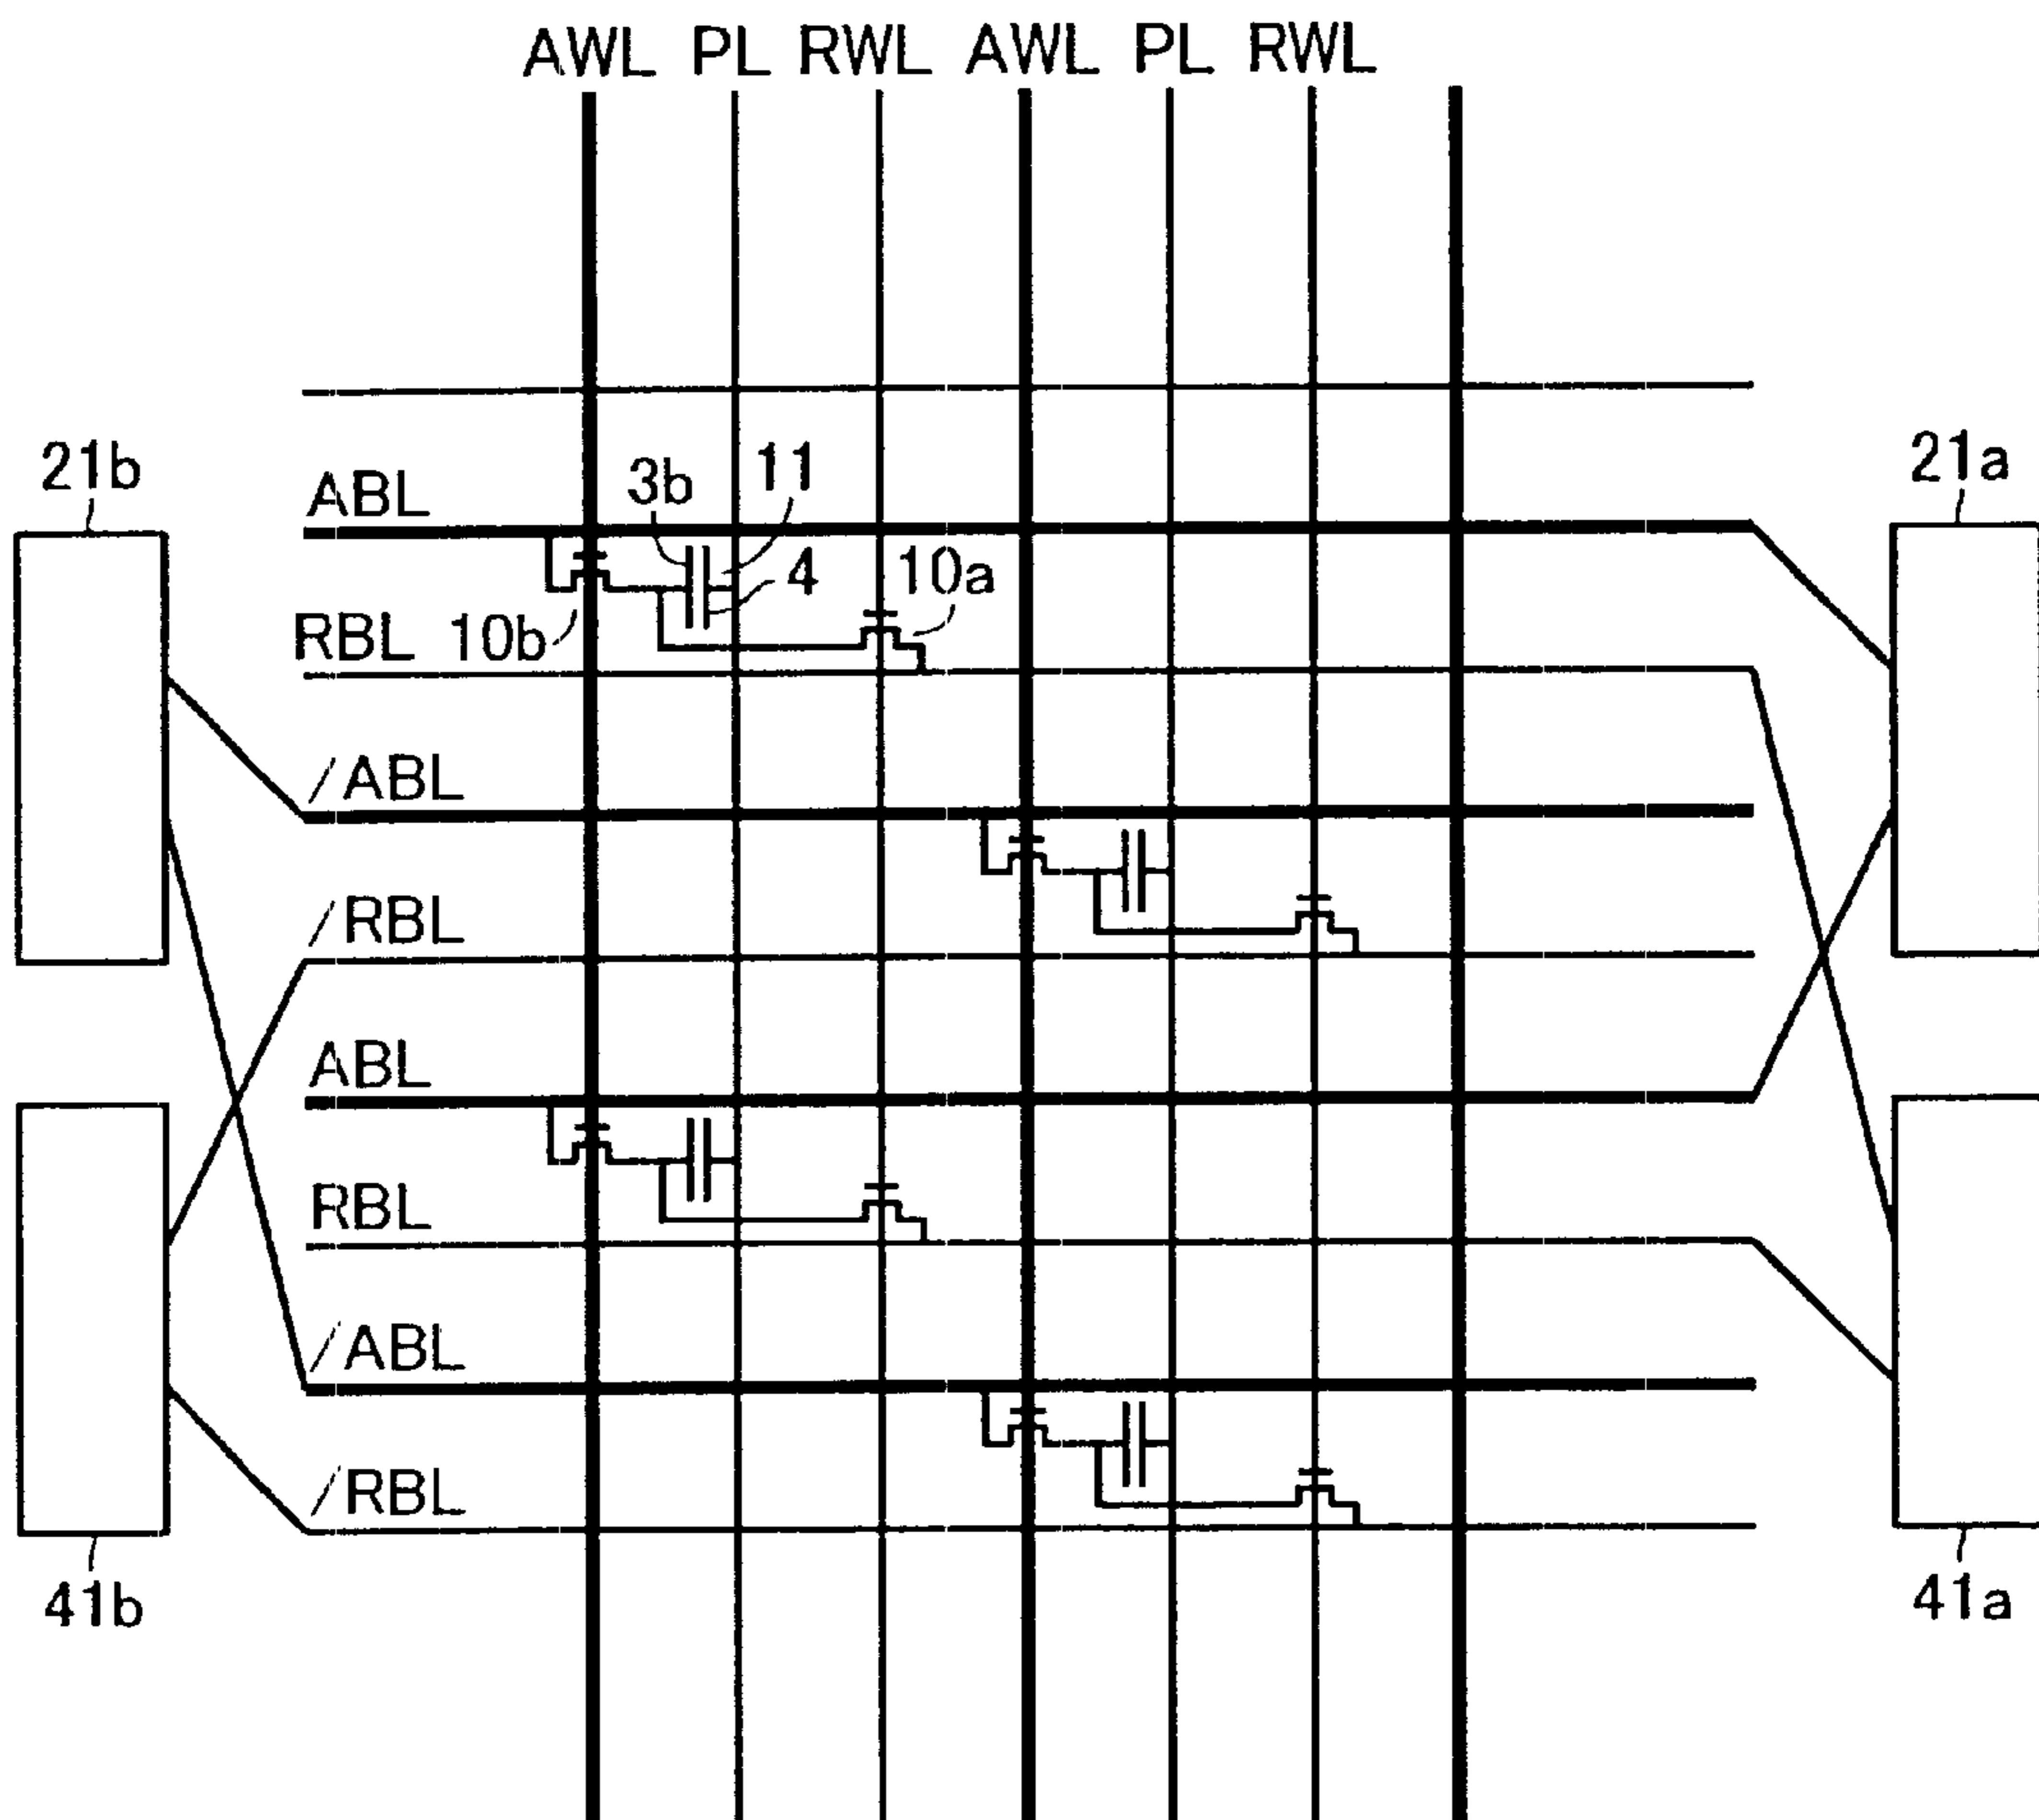 AWL PL RWL AWL PL RWL
21b
21a
ABL
3b
11
4
10a
RBL
10b
/ABL
/RBL
ABL
RBL
/ABL
/RBL
41b
41a